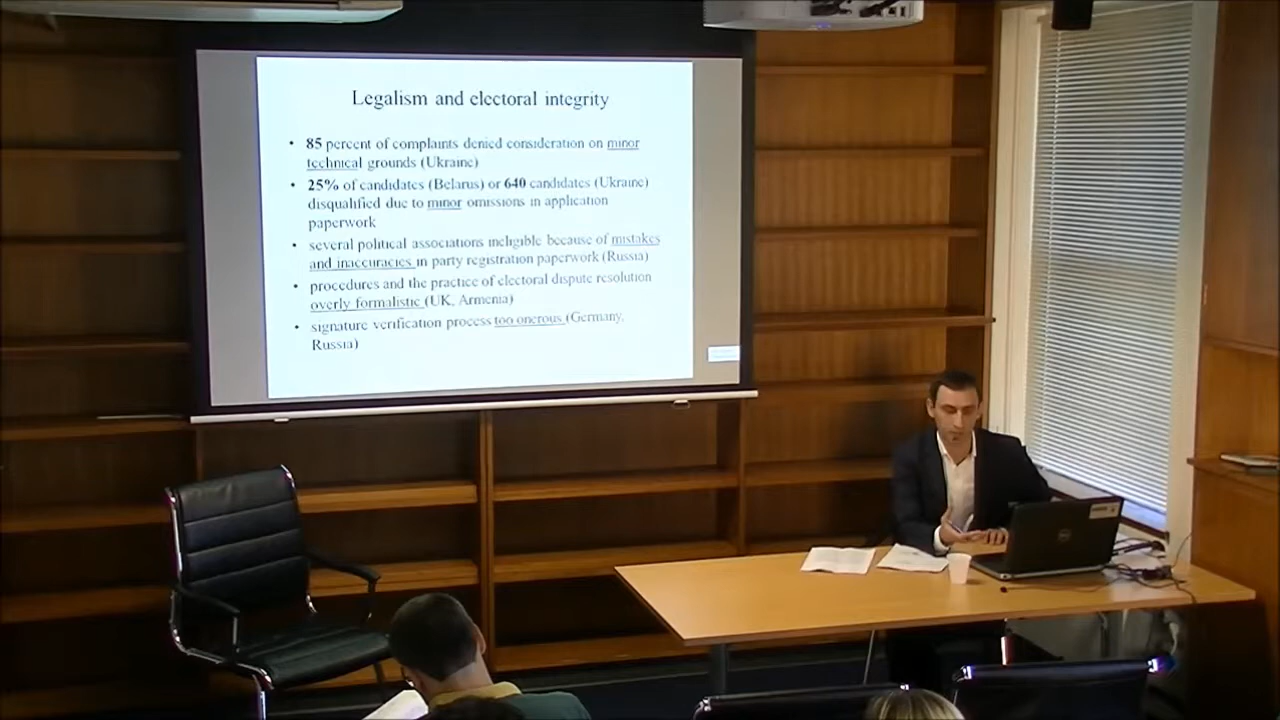 Legalism and electoral integrity
• 85 percent of complaints denied consideration on minor
technical grounds (Ukraine)
• 25% of candidates (Belarus) or 640 candidates (Ukraine)
disqualified due to minor omissions in application
paperwork
• several political associations ineligible because of mistakes
and inaccuracies in party registration paperwork (Russia)
• procedures and the practice of electoral dispute resolution
overly formalistic (UK, Armenia)
• signature verification process too onerous (Germany,
Russia)
DELL